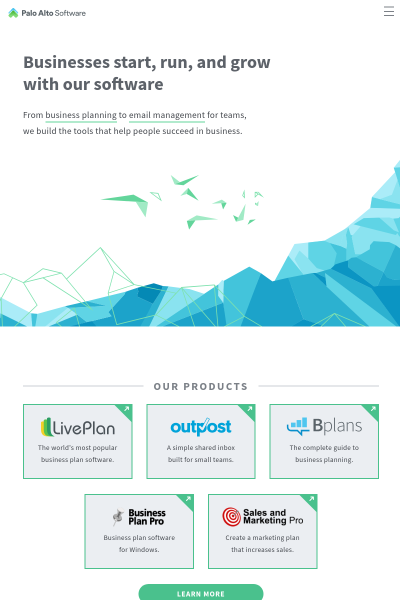 Palo Alto Software
Businesses start, run, and grow
with our software
From business planning to email management for teams,
we build the tools that help people succeed in business.
OUR PRODUCTS
LivePlan
The world's most popular
business plan software.
outpost
A simple shared inbox
built for small teams.
Bplans
The complete guide to
business planning.
Business
Plan Pro
Business plan software
for Windows.
Sales and
Marketing Pro
Create a marketing plan
that increases sales.
LEARN MORE